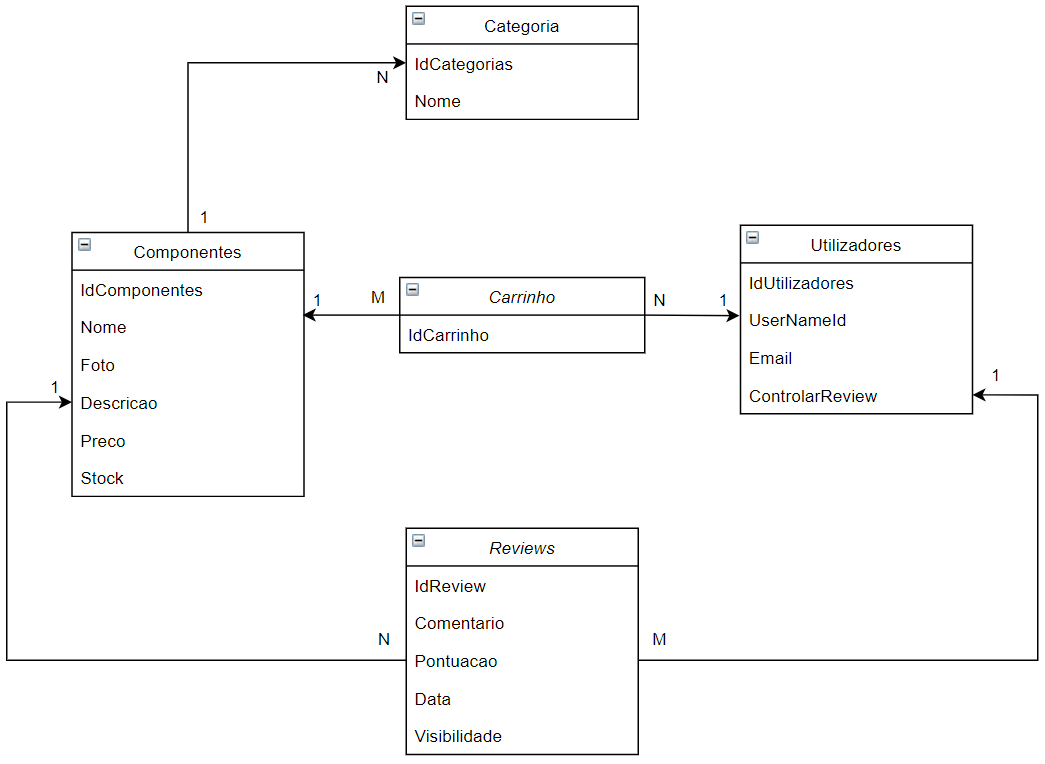 Categoria
IdCategorias
Nome
N
1
Componentes
IdComponentes
Nome
Foto
Descricao
Preco
Stock
1
M
Carrinho
IdCarrinho
N
1
Utilizadores
IdUtilizadores
UserNameId
Email
ControlarReview
1
1
Reviews
IdReview
Comentario
Pontuacao
Data
Visibilidade
N
M